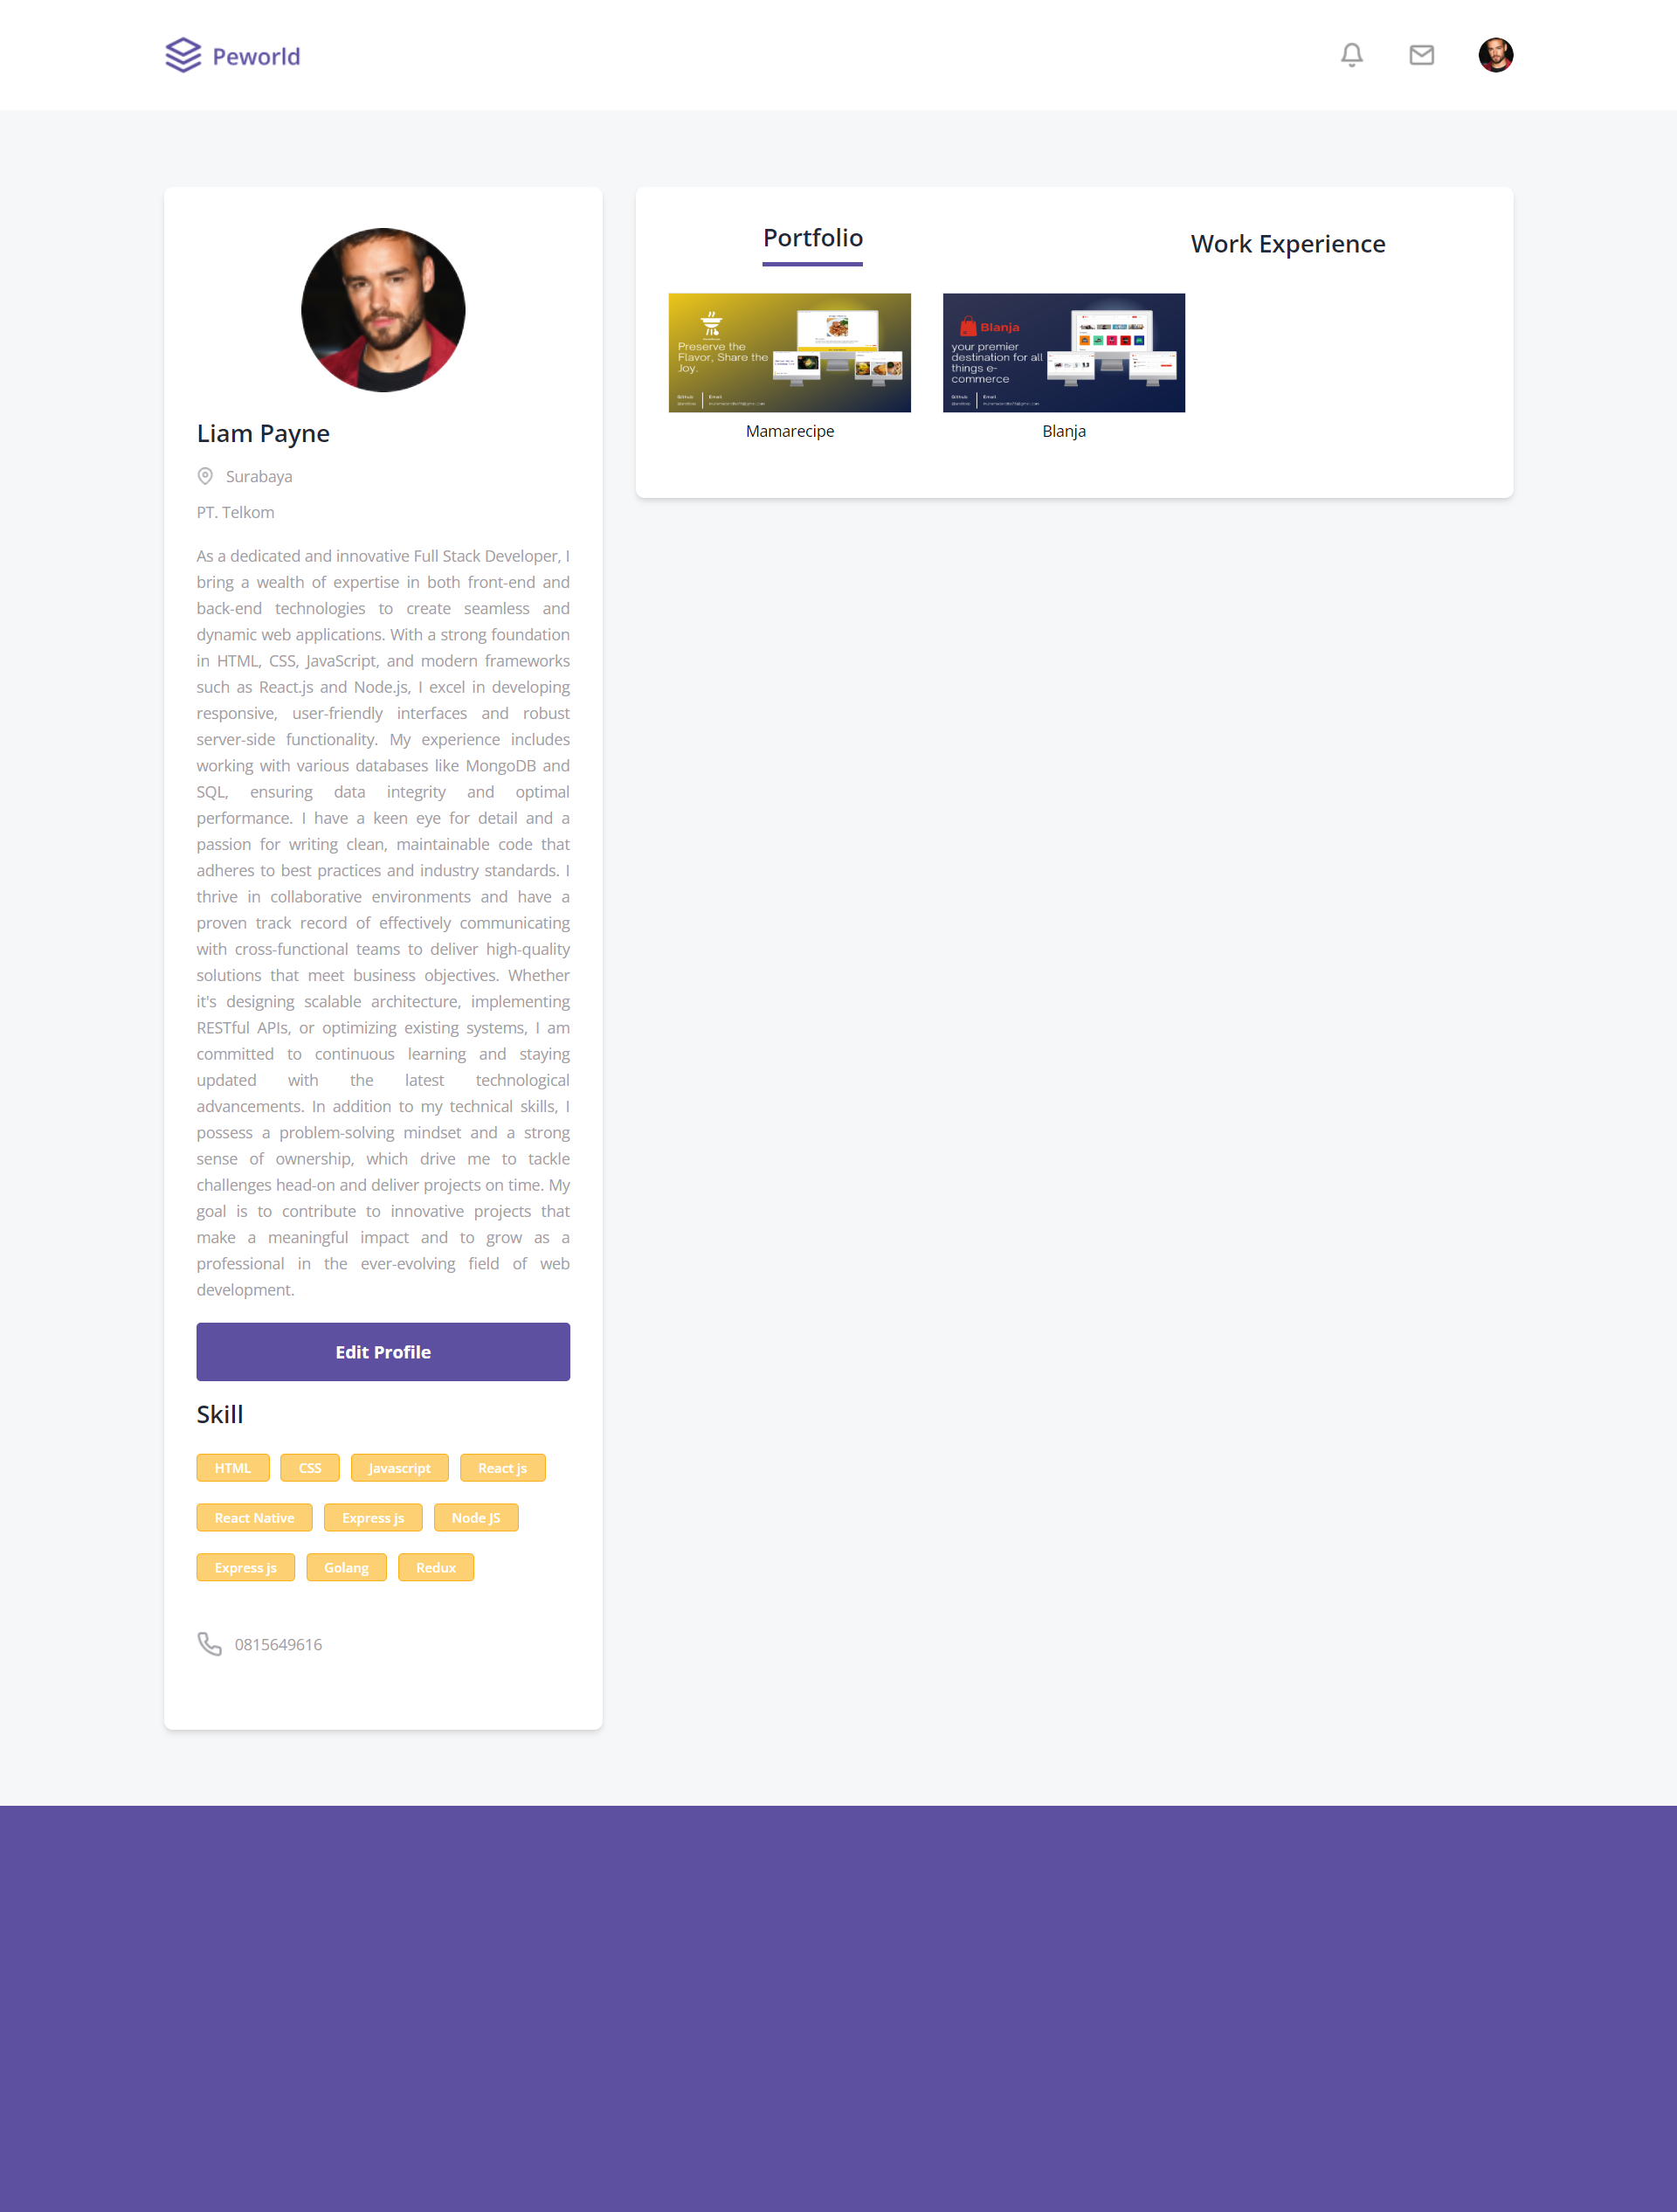 Peworld
Liam Payne
Surabaya
PT. Telkom
As a dedicated and innovative Full Stack Developer, I
bring a wealth of expertise in both front-end and
back-end technologies to create seamless and
dynamic web applications. With a strong foundation
in HTML, CSS, JavaScript, and modern frameworks
such as React.js and Node.js, I excel in developing
responsive, user-friendly interfaces and robust
server-side functionality. My experience includes
working with various databases like MongoDB and
SQL, ensuring data integrity and optimal
performance. I have a keen eye for detail and a
passion for writing clean, maintainable code that
adheres to best practices and industry standards. I
thrive in collaborative environments and have a
proven track record of effectively communicating
with cross-functional teams to deliver high-quality
solutions that meet business objectives. Whether
it's designing scalable architecture, implementing
RESTful APIs, or optimizing existing systems, I am
committed to continuous learning and staying
updated with the latest technological
advancements. In addition to my technical skills, I
possess a problem-solving mindset and a strong
sense of ownership, which drive me to tackle
challenges head-on and deliver projects on time. My
goal is to contribute to innovative projects that
make a meaningful impact and to grow as a
professional in the ever-evolving field of web
development.
Edit Profile
Skill
HTML CSS Javascript React js
React Native Express js Node JS
Express js Golang Redux
0815649616
Portfolio
Work Experience
Preserve the
Flavor, Share the
Joy.
Github Email
Mamarecipe
Blanja
your premier
destination for all
things e-
commerce
Github Email
Blanja